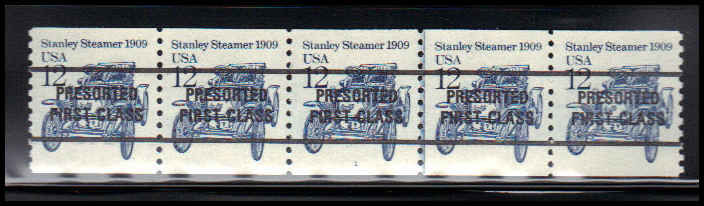 Stanley Steamer 1909 Stanley Steamer 1909 Stanley Steamer 1909 Stanley Steamer 1909 Stanley Steamer 1909
USA USA USA USA USA
12 12 12 12 12
PRESORTED PRESORTED PRESORTED PRESORTED PRESORTED
FIRST-CLASS FIRST-CLASS FIRST-CLASS FIRST-CLASS FIRST-CLASS
1